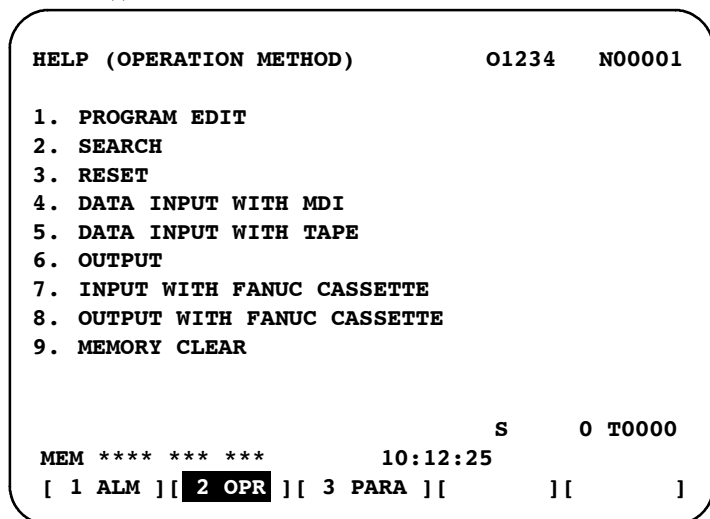 HELP (OPERATION METHOD) O1234 N00001
1. PROGRAM EDIT
2. SEARCH
3. RESET
4. DATA INPUT WITH MDI
5. DATA INPUT WITH TAPE
6. OUTPUT
7. INPUT WITH FANUC CASSETTE
8. OUTPUT WITH FANUC CASSETTE
9. MEMORY CLEAR
S 0 T0000
MEM **** *** *** 10:12:25
[ 1 ALM ][ 2 OPR ][ 3 PARA ][ ][ ]